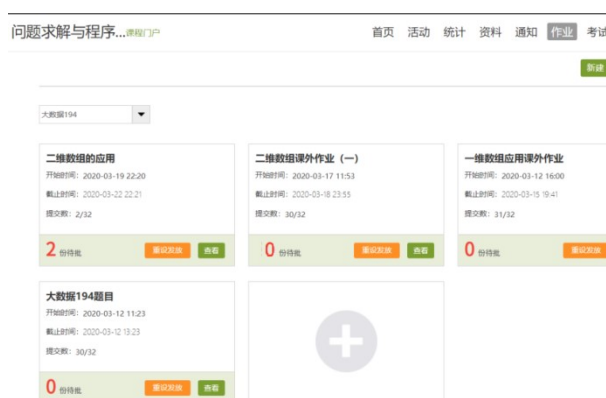 问题求解与程序...课程门户
首页 活动 统计 资料 通知 作业 考试
新建
大数据194
二维数组的应用
开始时间：2020-03-19 22:20
截止时间：2020-03-22 22:21
提交数：2/32
2 份待批 重设发放 查看
二维数组课外作业（一）
开始时间：2020-03-17 11:53
截止时间：2020-03-18 23:55
提交数：30/32
0 份待批 重设发放 查看
一维数组应用课外作业
开始时间：2020-03-12 16:00
截止时间：2020-03-15 19:41
提交数：31/32
0 份待批 重设发放
大数据194题目
开始时间：2020-03-12 11:23
截止时间：2020-03-12 13:23
提交数：30/32
0 份待批 重设发放 查看